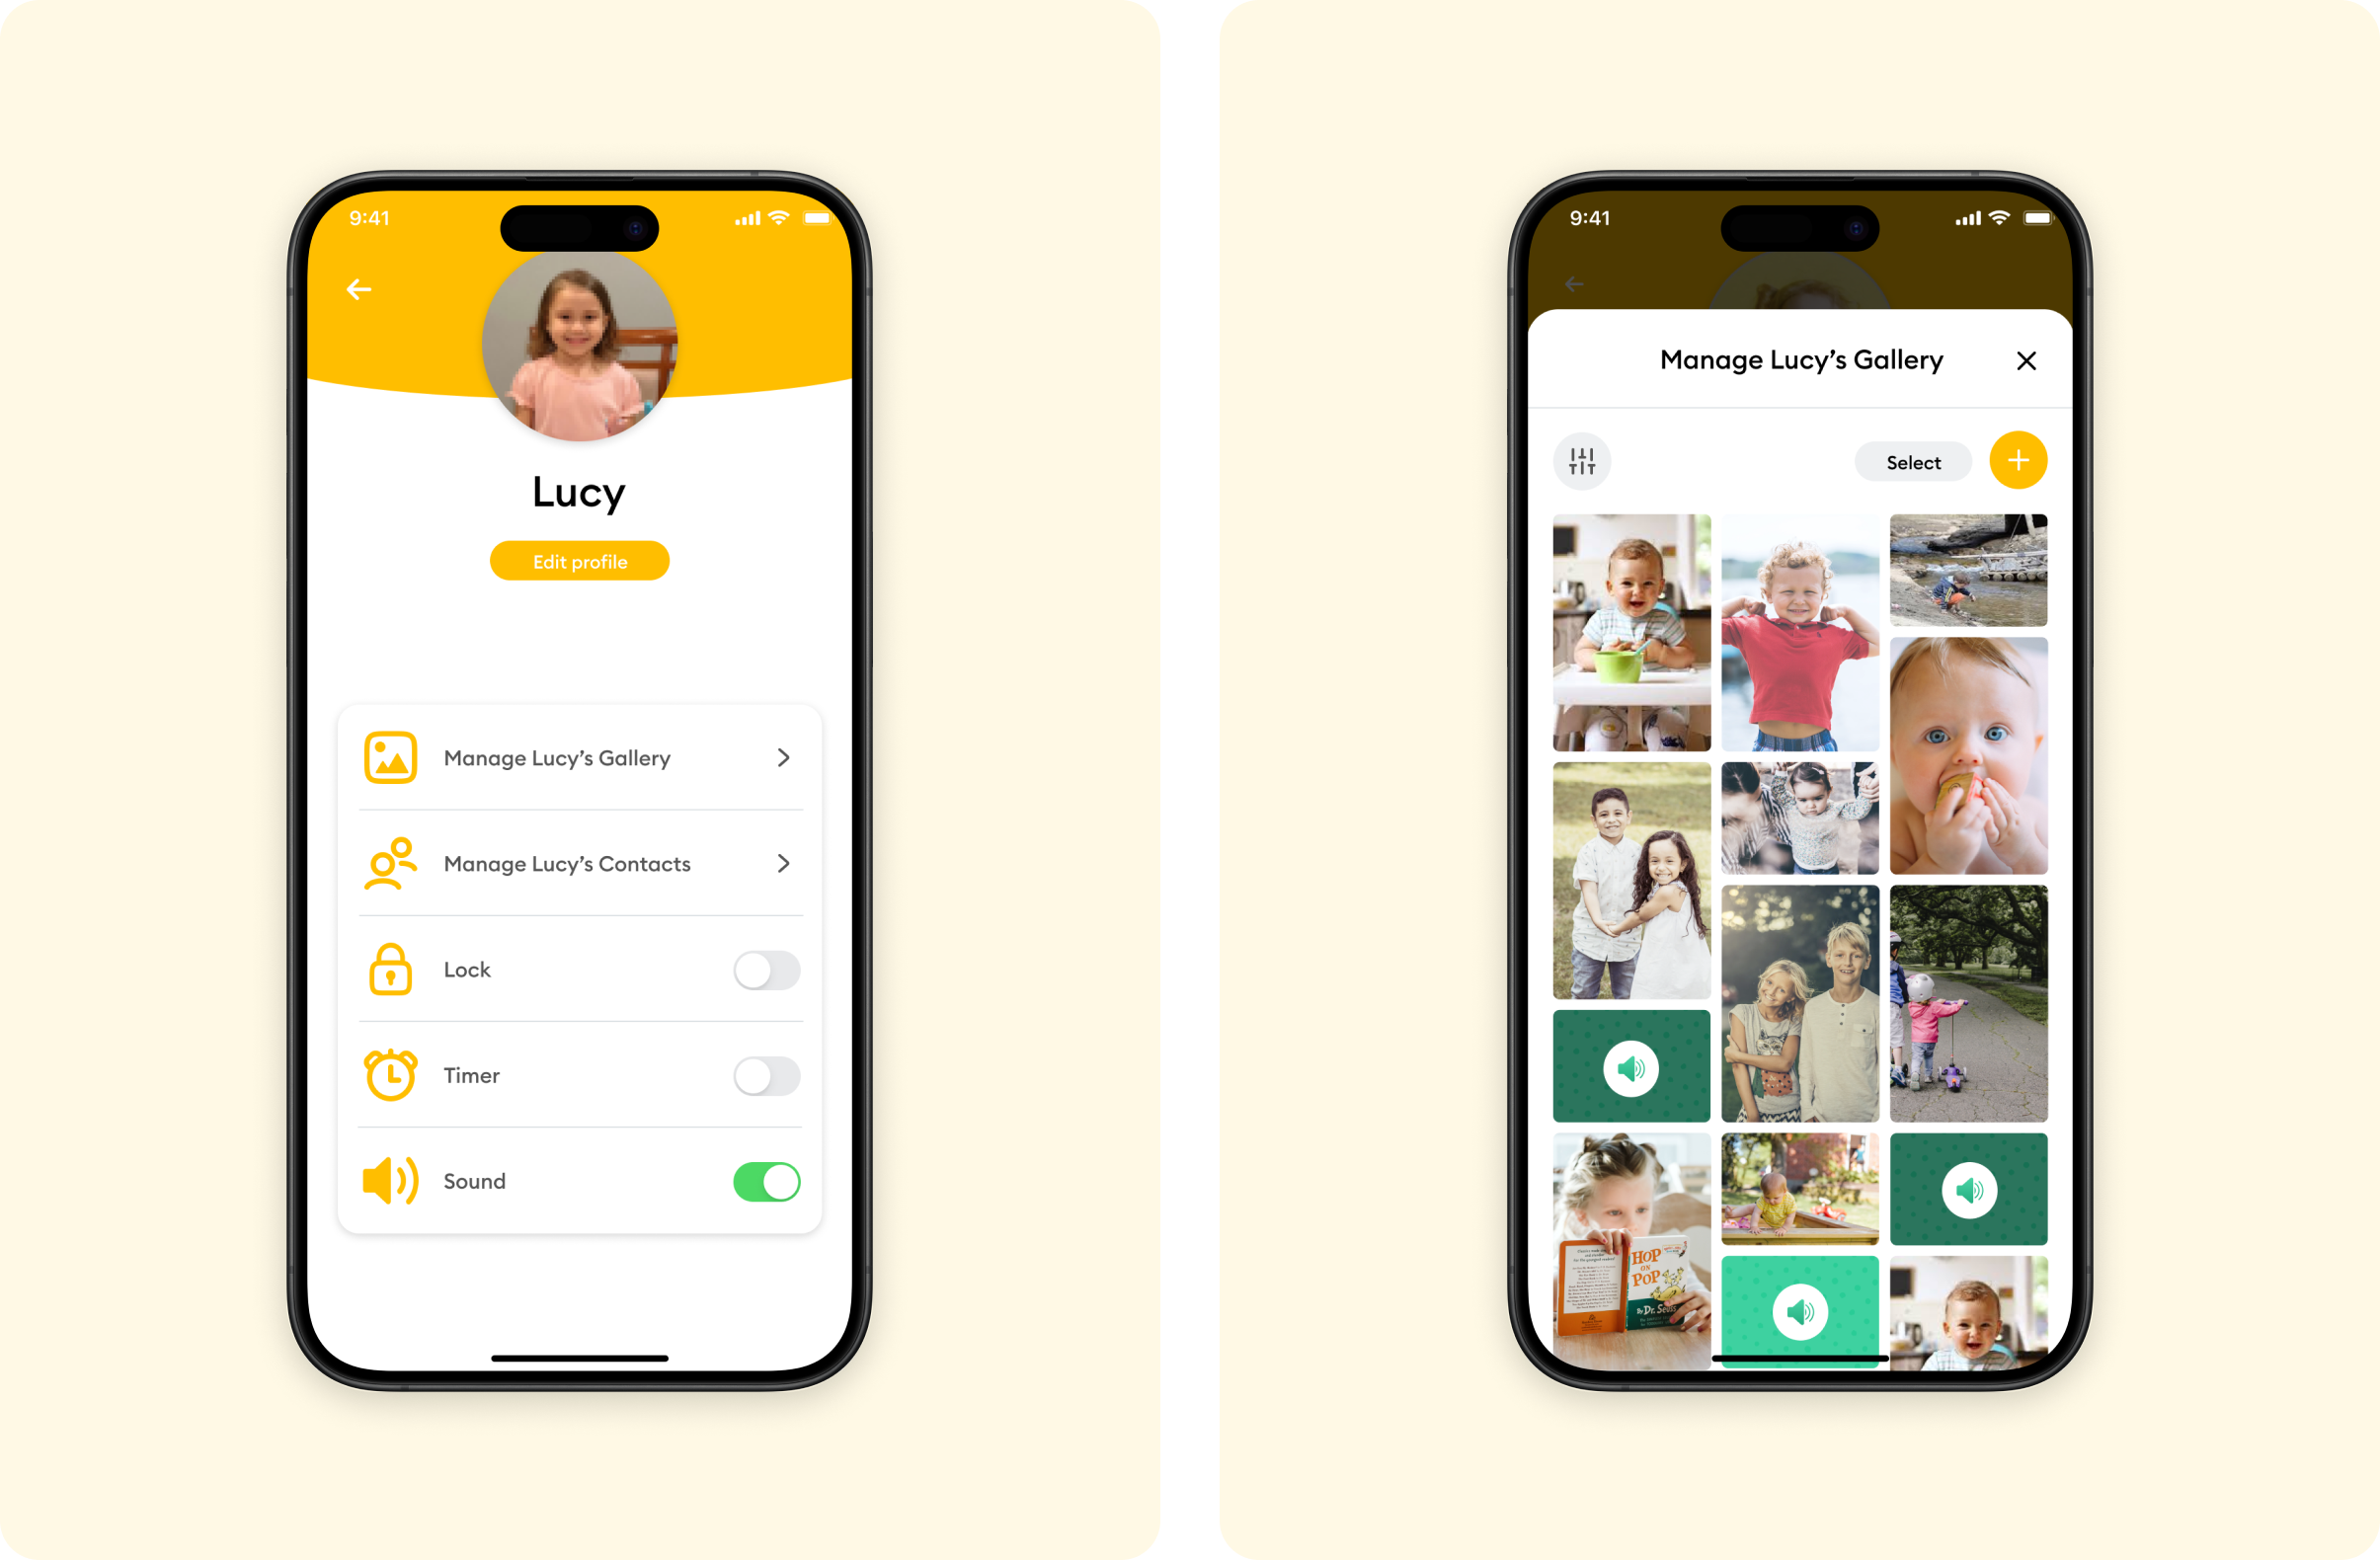 9:41
Lucy
Edit profile
Manage Lucy’s Gallery
Manage Lucy’s Contacts
Lock
Timer
Sound
9:41
Manage Lucy’s Gallery
Select
HOP
ON
POP
By Dr. Seuss